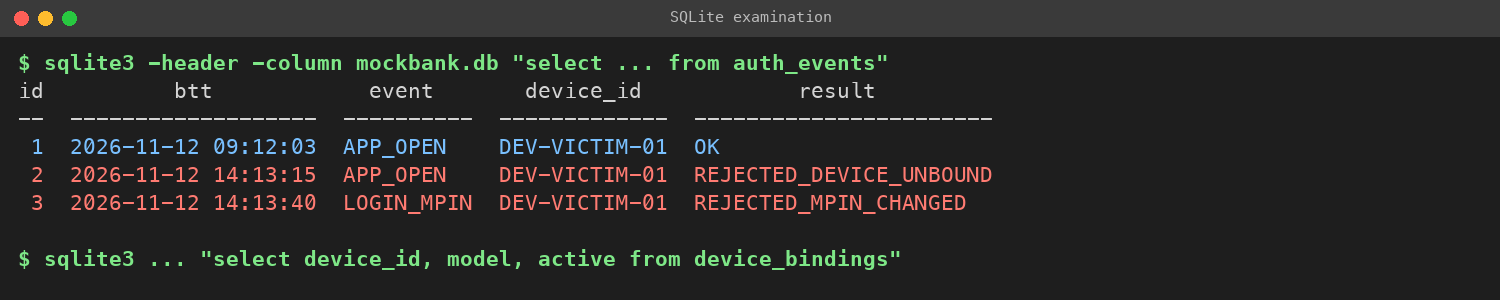 SQLite examination
$ sqlite3 -header -column mockbank.db "select ... from auth_events"
id          btt            event       device_id            result
--  -------------------  ----------  -------------  -----------------------
 1  2026-11-12 09:12:03  APP_OPEN    DEV-VICTIM-01  OK
 2  2026-11-12 14:13:15  APP_OPEN    DEV-VICTIM-01  REJECTED_DEVICE_UNBOUND
 3  2026-11-12 14:13:40  LOGIN_MPIN  DEV-VICTIM-01  REJECTED_MPIN_CHANGED
$ sqlite3 ... "select device_id, model, active from device_bindings"